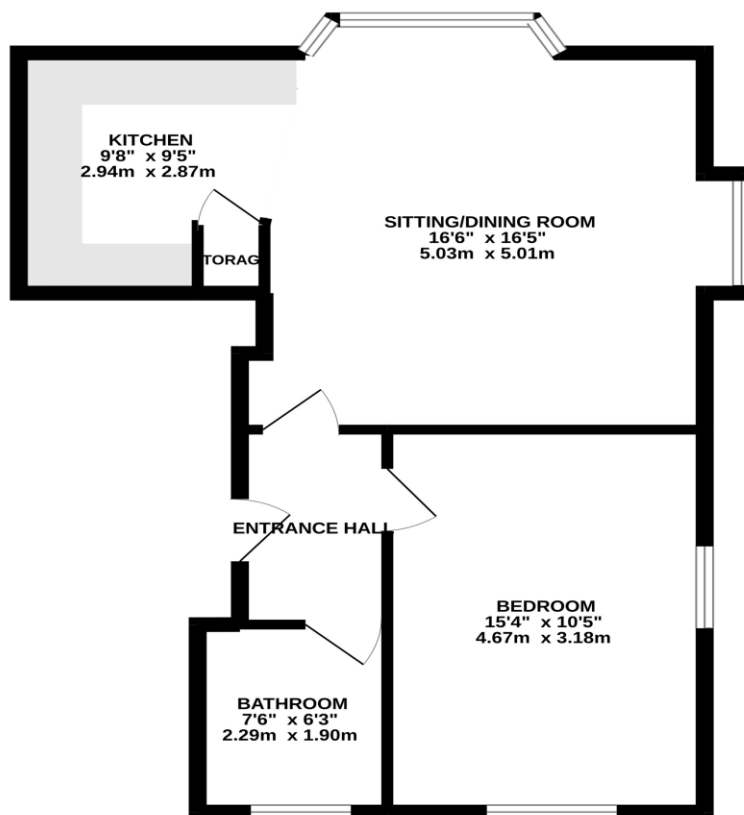 KITCHEN
9'8" x 9'5"
2.94m x 2.87m
SITTING/DINING ROOM
16'6" x 16'5"
5.03m x 5.01m
TORAG
ENTRANCE HALL
BEDROOM
15'4" x 10'5"
4.67m x 3.18m
BATHROOM
7'6" x 6'3"
2.29m x 1.90m